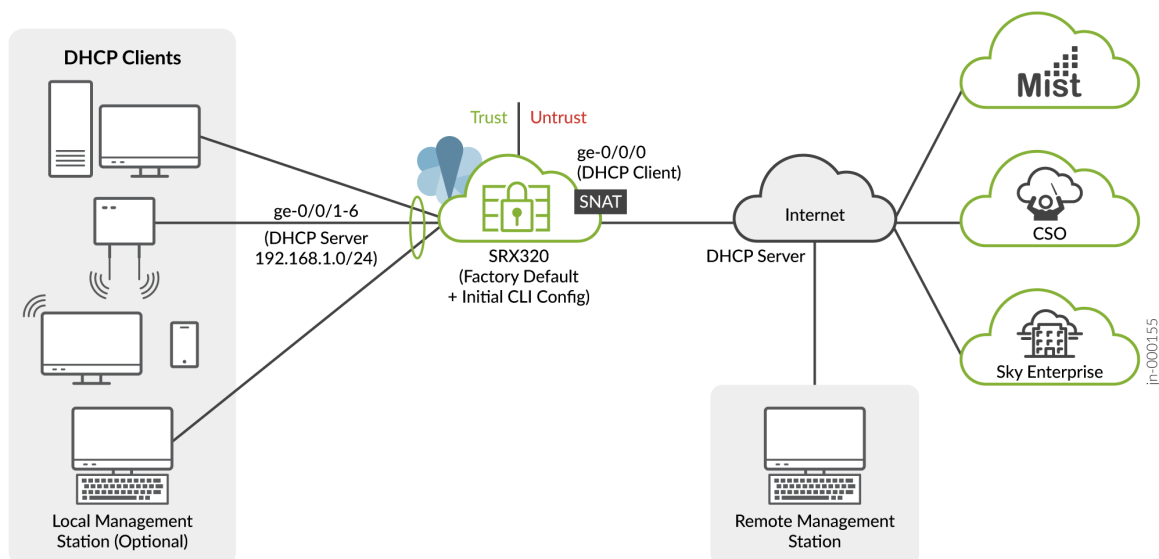 DHCP Clients
Trust
Untrust
ge-0/0/0
(DHCP Client)
SNAT
ge-0/0/1-6
(DHCP Server
192.168.1.0/24)
SRX320
(Factory Default
+ Initial CLI Config)
Internet
DHCP Server
Mist
CSO
Sky Enterprise
Local Management
Station (Optional)
Remote Management
Station
jn-000155